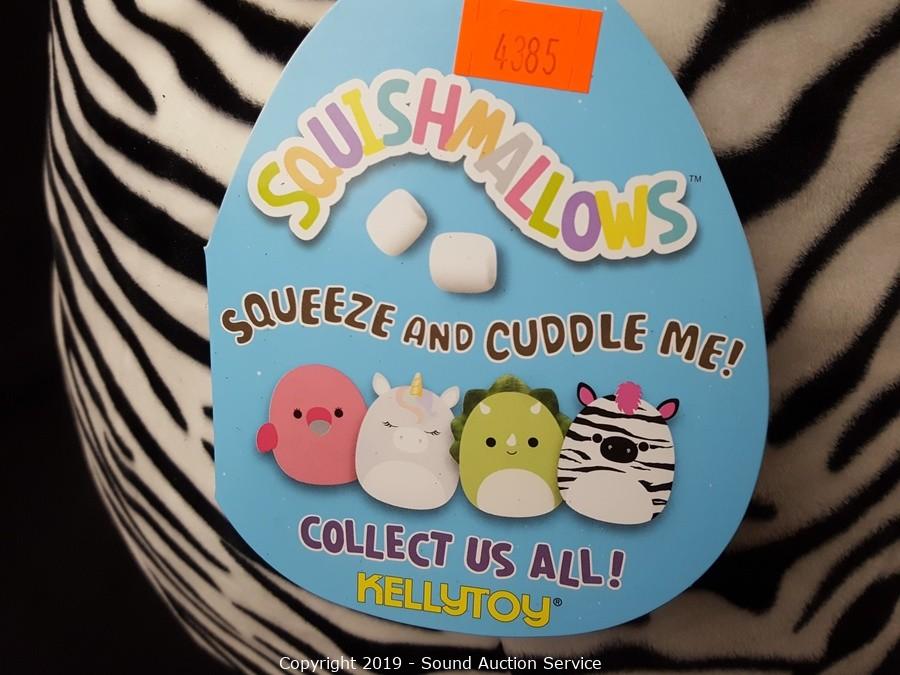 4385
SQUISHMALLOWS™
SQUEEZE AND CUDDLE ME!
COLLECT US ALL!
KELLYTOY®
Copyright 2019 - Sound Auction Service